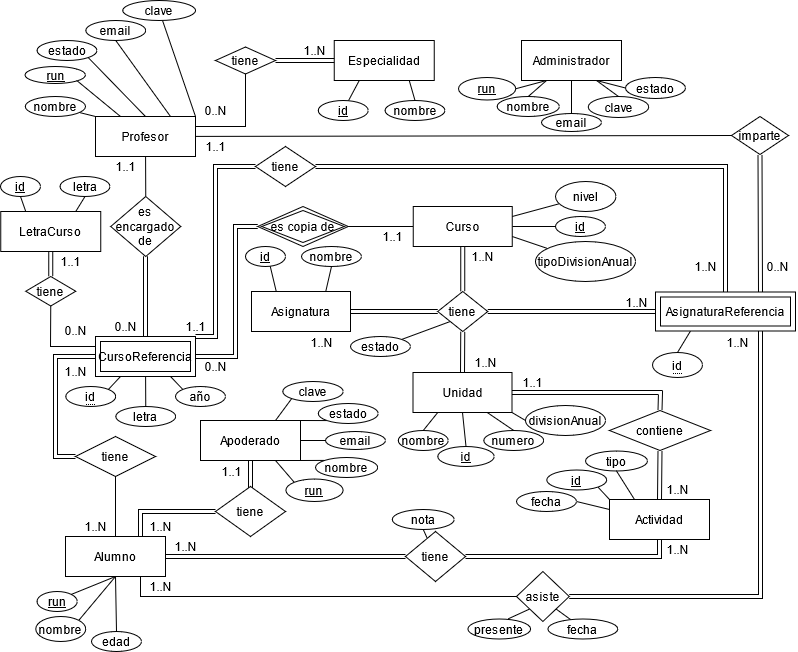 clave
email
estado
run
nombre
Profesor
tiene
1..N
Especialidad
id
nombre
0..N
Administrador
run
nombre
email
clave
estado
1..1
1..1
imparte
id
letra
LetraCurso
1..1
tiene
0..N
es
encargado
de
0..N
tiene
es copia de
1..1
Curso
nivel
id
tipoDivisionAnual
1..N
id
nombre
Asignatura
1..N
tiene
estado
1..N
1..N
0..N
AsignaturaReferencia
1..N
id
1..1
CursoReferencia
0..N
1..N
id
letra
año
1..N
Unidad
1..1
nombre
id
numero
divisionAnual
contiene
clave
estado
email
nombre
run
Apoderado
1..1
tiene
tiene
1..N
1..N
tipo
id
fecha
1..N
Actividad
1..N
nota
tiene
1..N
Alumno
1..N
run
nombre
edad
asiste
presente
fecha